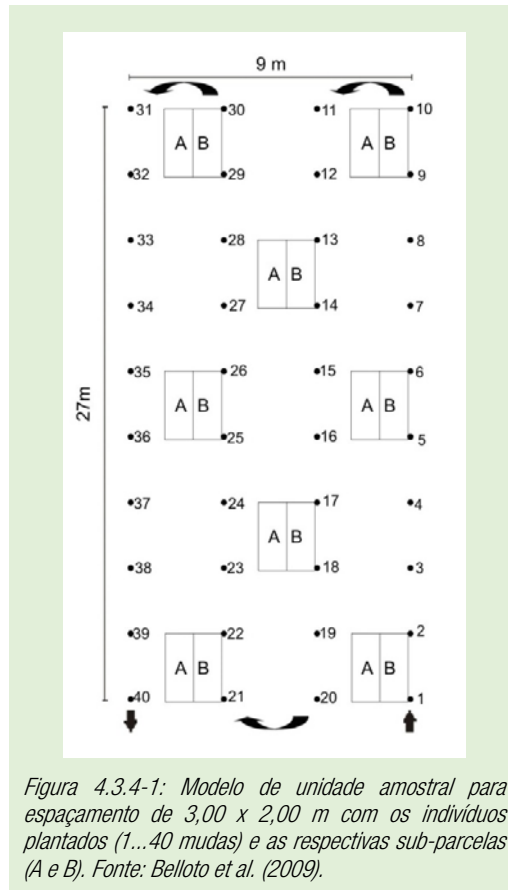 9 m
31 30 11 10
A B A B
32 29 12 9
33 28 13 8
A B
34 27 14 7
27m
35 26 15 6
A B A B
36 25 16 5
37 24 17 4
A B
38 23 18 3
39 22 19 2
A B A B
40 21 20 1
Figura 4.3.4-1: Modelo de unidade amostral para
espaçamento de 3,00 x 2,00 m com os indivíduos
plantados (1...40 mudas) e as respectivas sub-parcelas
(A e B). Fonte: Belloto et al. (2009).